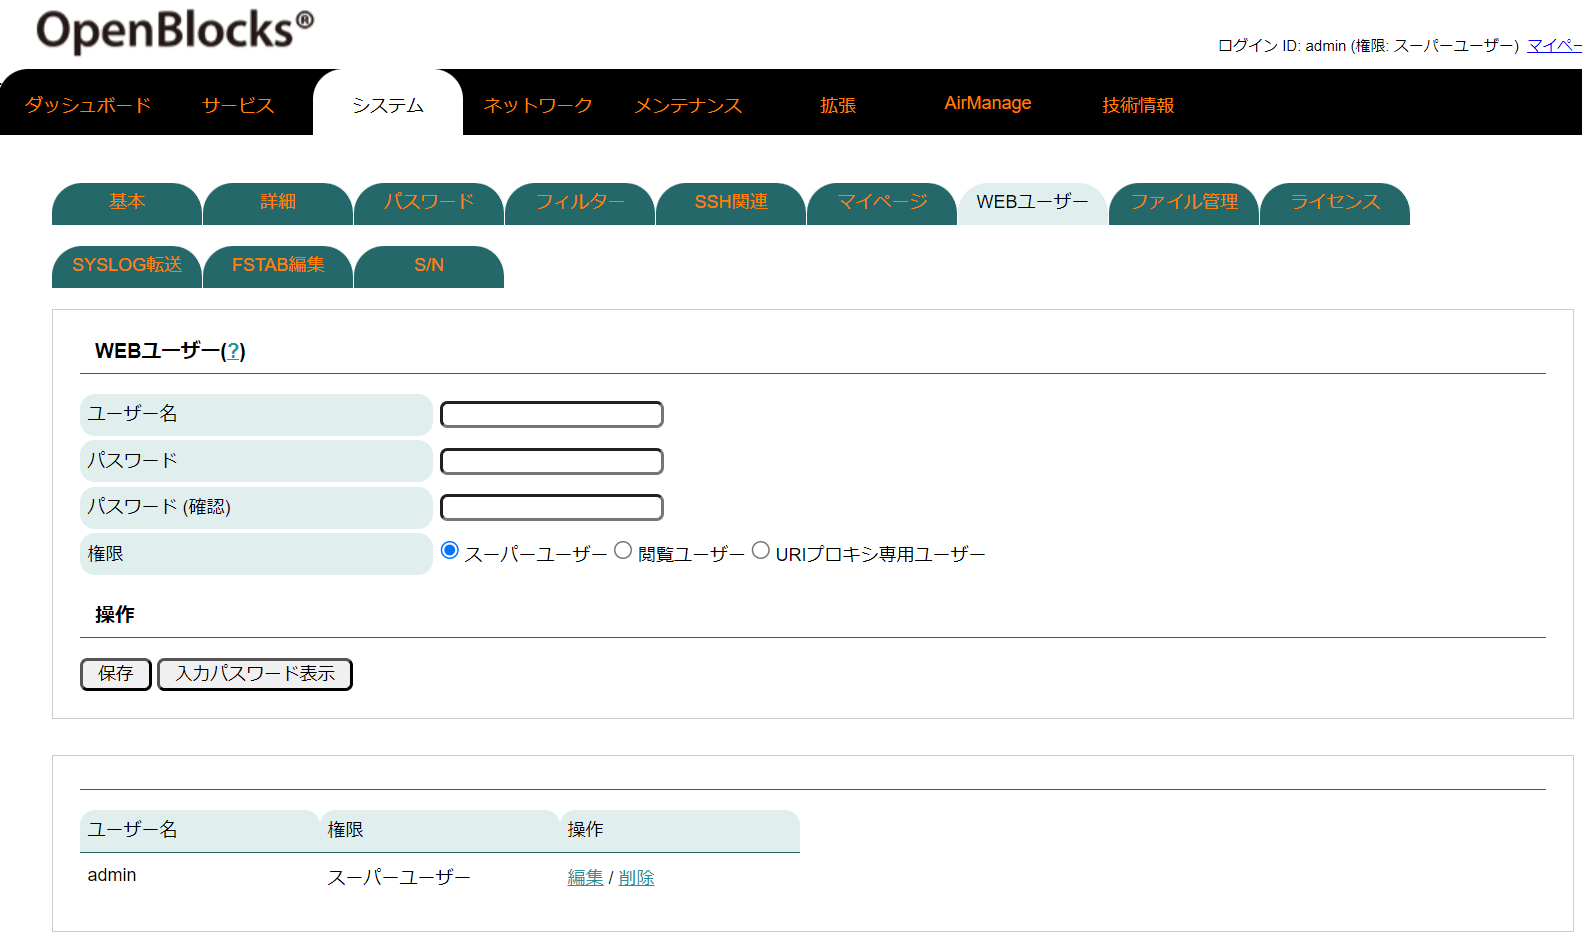 OpenBlocks®
ログイン ID: admin (権限: スーパーユーザー) マイペー
ダッシュボード サービス システム ネットワーク メンテナンス 拡張 AirManage 技術情報
基本 詳細 パスワード フィルター SSH関連 マイページ WEBユーザー ファイル管理 ライセンス
SYSLOG転送 FSTAB編集 S/N
WEBユーザー(?)
ユーザー名
パスワード
パスワード (確認)
権限 スーパーユーザー 閲覧ユーザー URIプロキシ専用ユーザー
操作
保存 入力パスワード表示
ユーザー名 権限 操作
admin スーパーユーザー 編集 / 削除